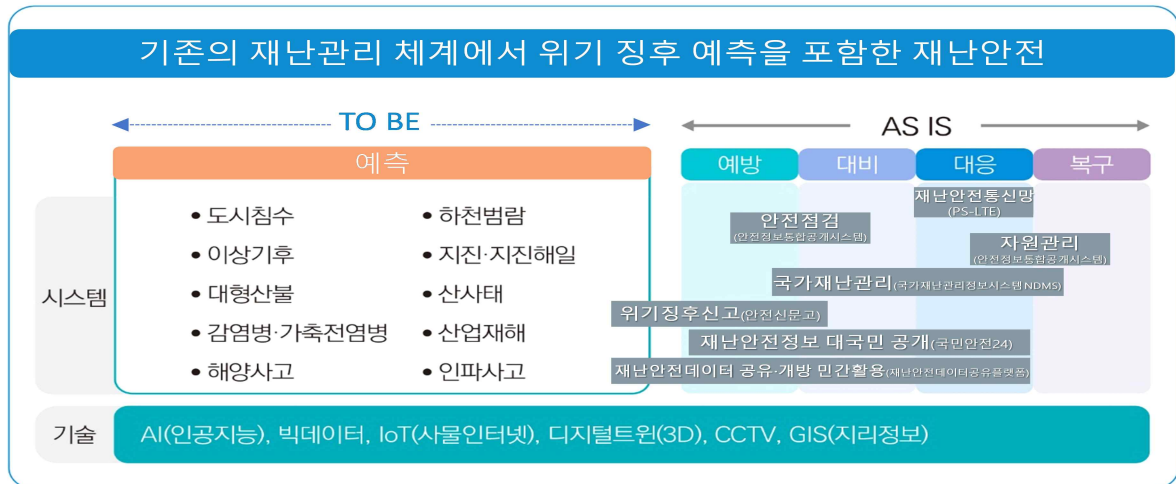 기존의 재난관리 체계에서 위기 징후 예측을 포함한 재난안전
TO BE
AS IS
예측
예방
대비
대응
복구
시스템
• 도시침수
• 이상기후
• 대형산불
• 감염병·가축전염병
• 해양사고
• 하천범람
• 지진·지진해일
• 산사태
• 산업재해
• 인파사고
재난안전통신망
(PS-LTE)
안전점검
(안전정보통합공개시스템)
자원관리
(안전정보통합공개시스템)
국가재난관리(국가재난관리정보시스템 NDMS)
위기징후신고(안전신문고)
재난안전정보 대국민 공개(국민안전24)
재난안전데이터 공유·개방 민간활용(재난안전데이터공유플랫폼)
기술
AI(인공지능), 빅데이터, IoT(사물인터넷), 디지털트윈(3D), CCTV, GIS(지리정보)